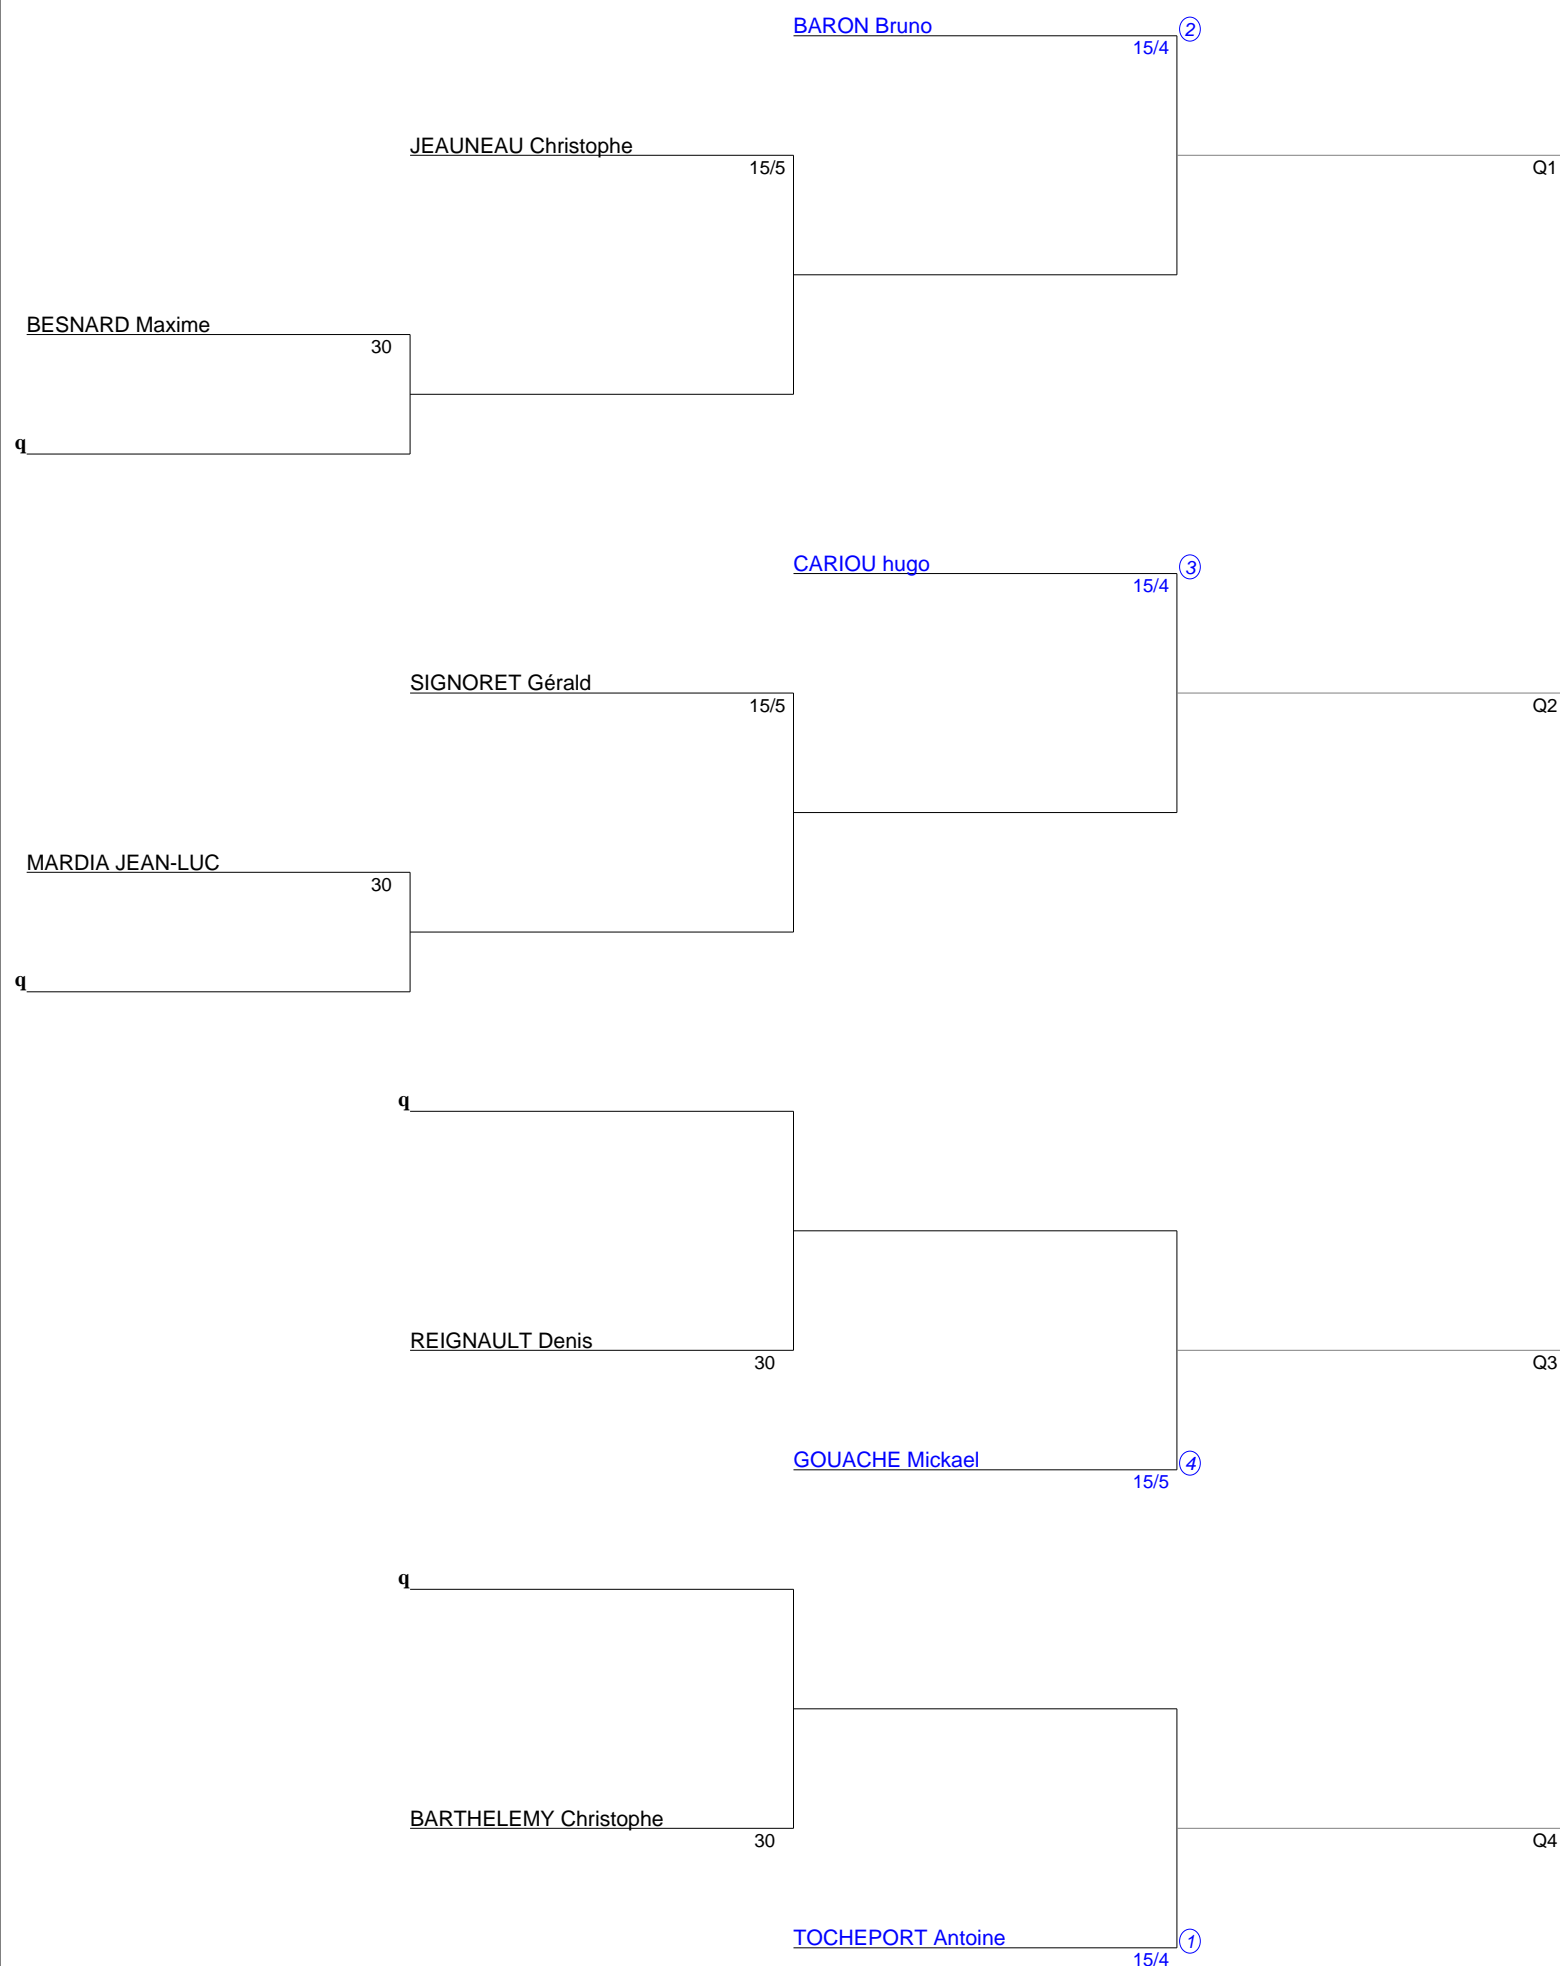 BARON Bruno
2
15/4
JEAUNEAU Christophe
15/5
Q1
BESNARD Maxime
30
q
CARIOU hugo
3
15/4
SIGNORET Gérald
15/5
Q2
MARDIA JEAN-LUC
30
q
q
REIGNAULT Denis
30
Q3
GOUACHE Mickael
4
15/5
q
BARTHELEMY Christophe
30
Q4
TOCHEPORT Antoine
1
15/4